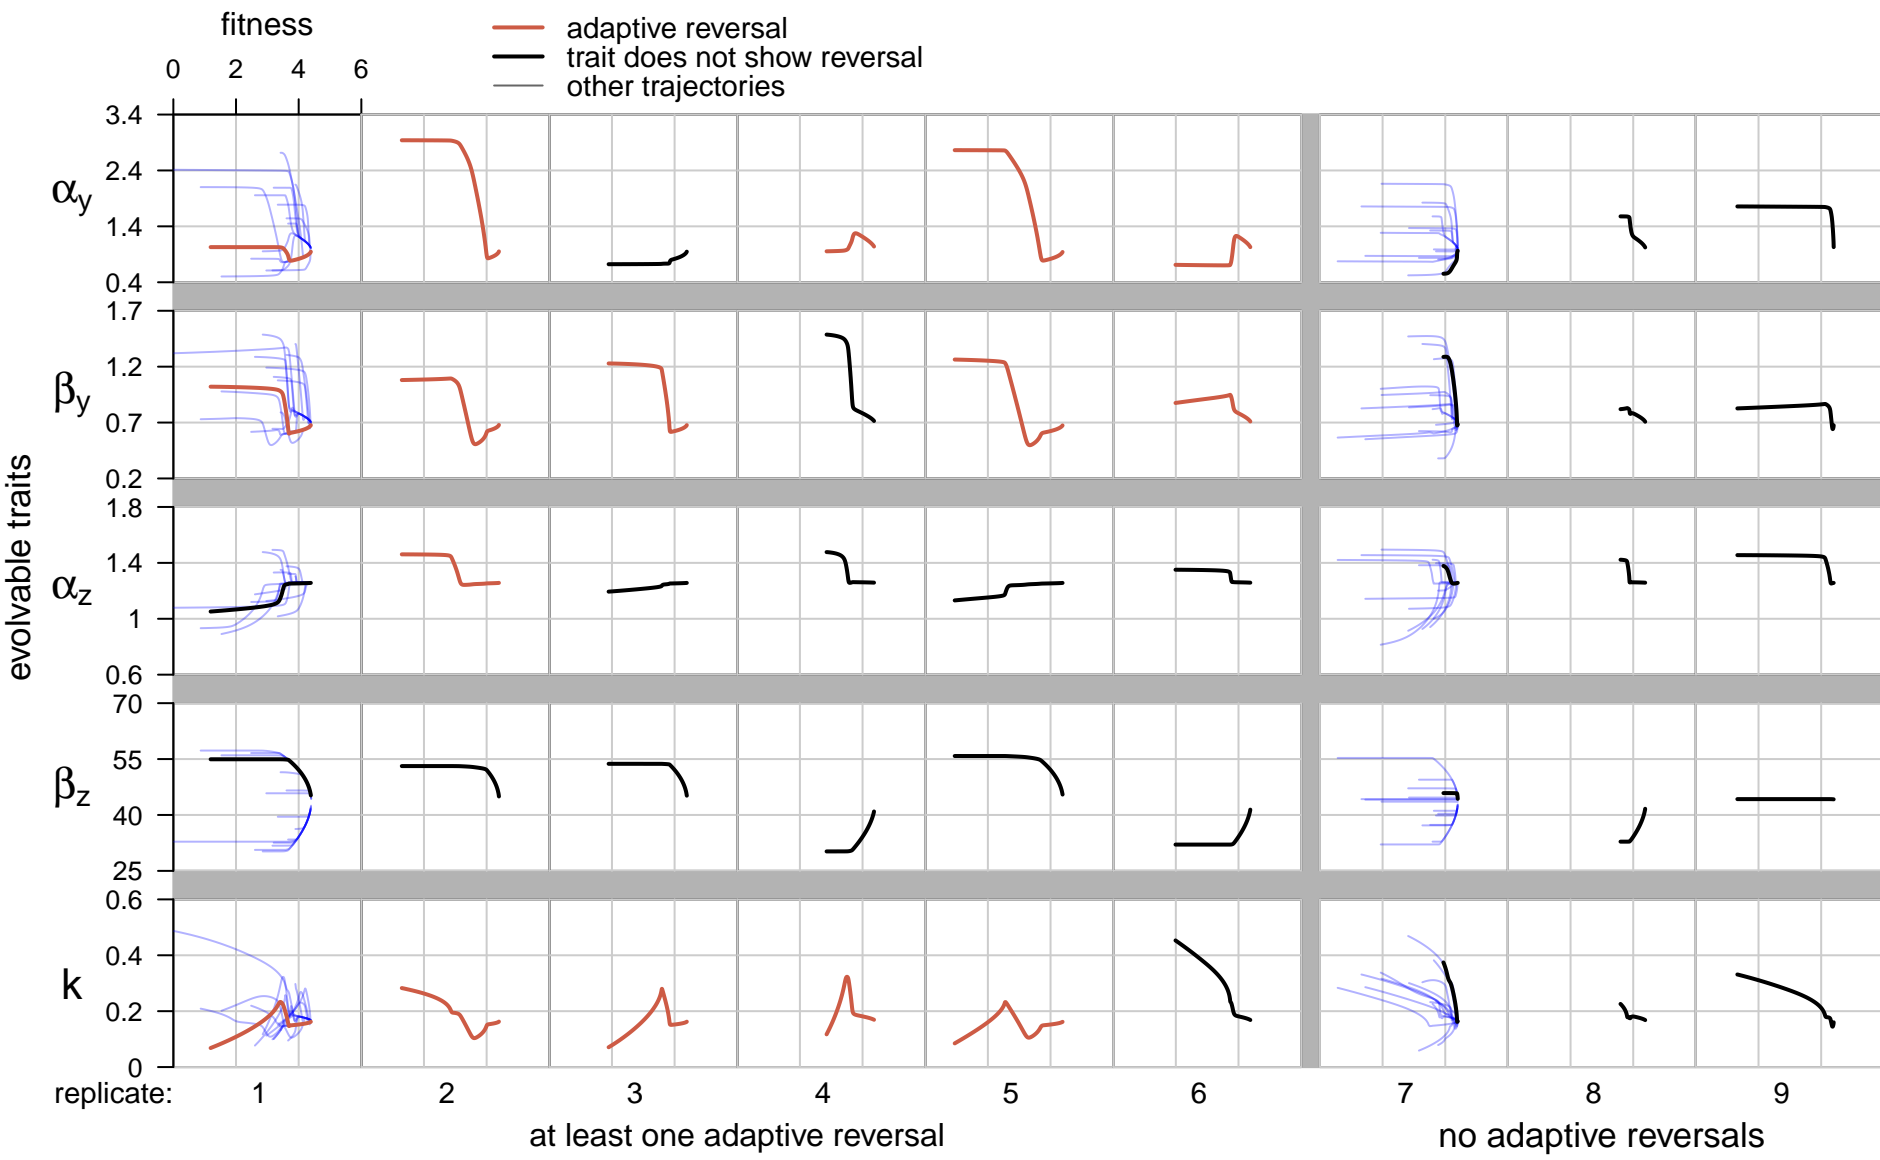 fitness
0 2 4 6
adaptive reversal
trait does not show reversal
other trajectories
evolvable traits
αy
3.4
2.4
1.4
0.4
βy
1.7
1.2
0.7
0.2
αz
1.8
1.4
1
0.6
βz
70
55
40
25
k
0.6
0.4
0.2
0
replicate: 1 2 3 4 5 6 7 8 9
at least one adaptive reversal
no adaptive reversals